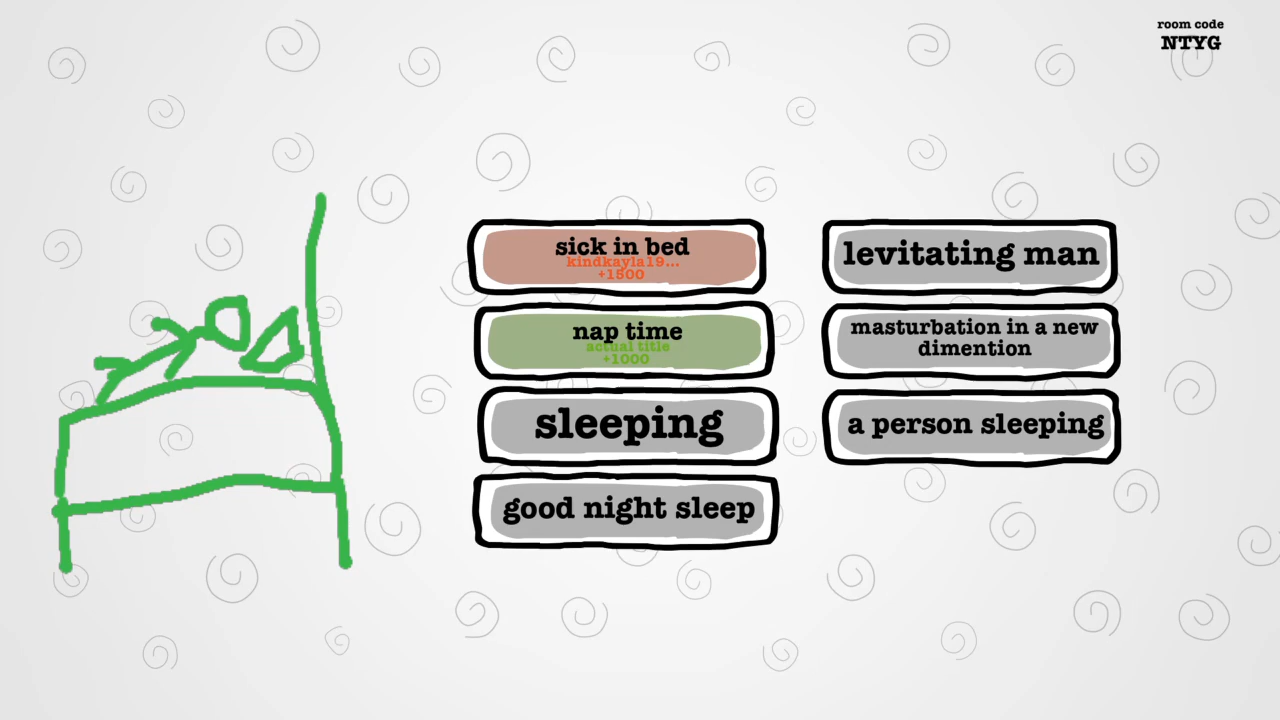 room code
NTYG
sick in bed
kindkayla19...
+1500
nap time
actual title
+1000
sleeping
good night sleep
levitating man
masturbation in a new
dimention
a person sleeping